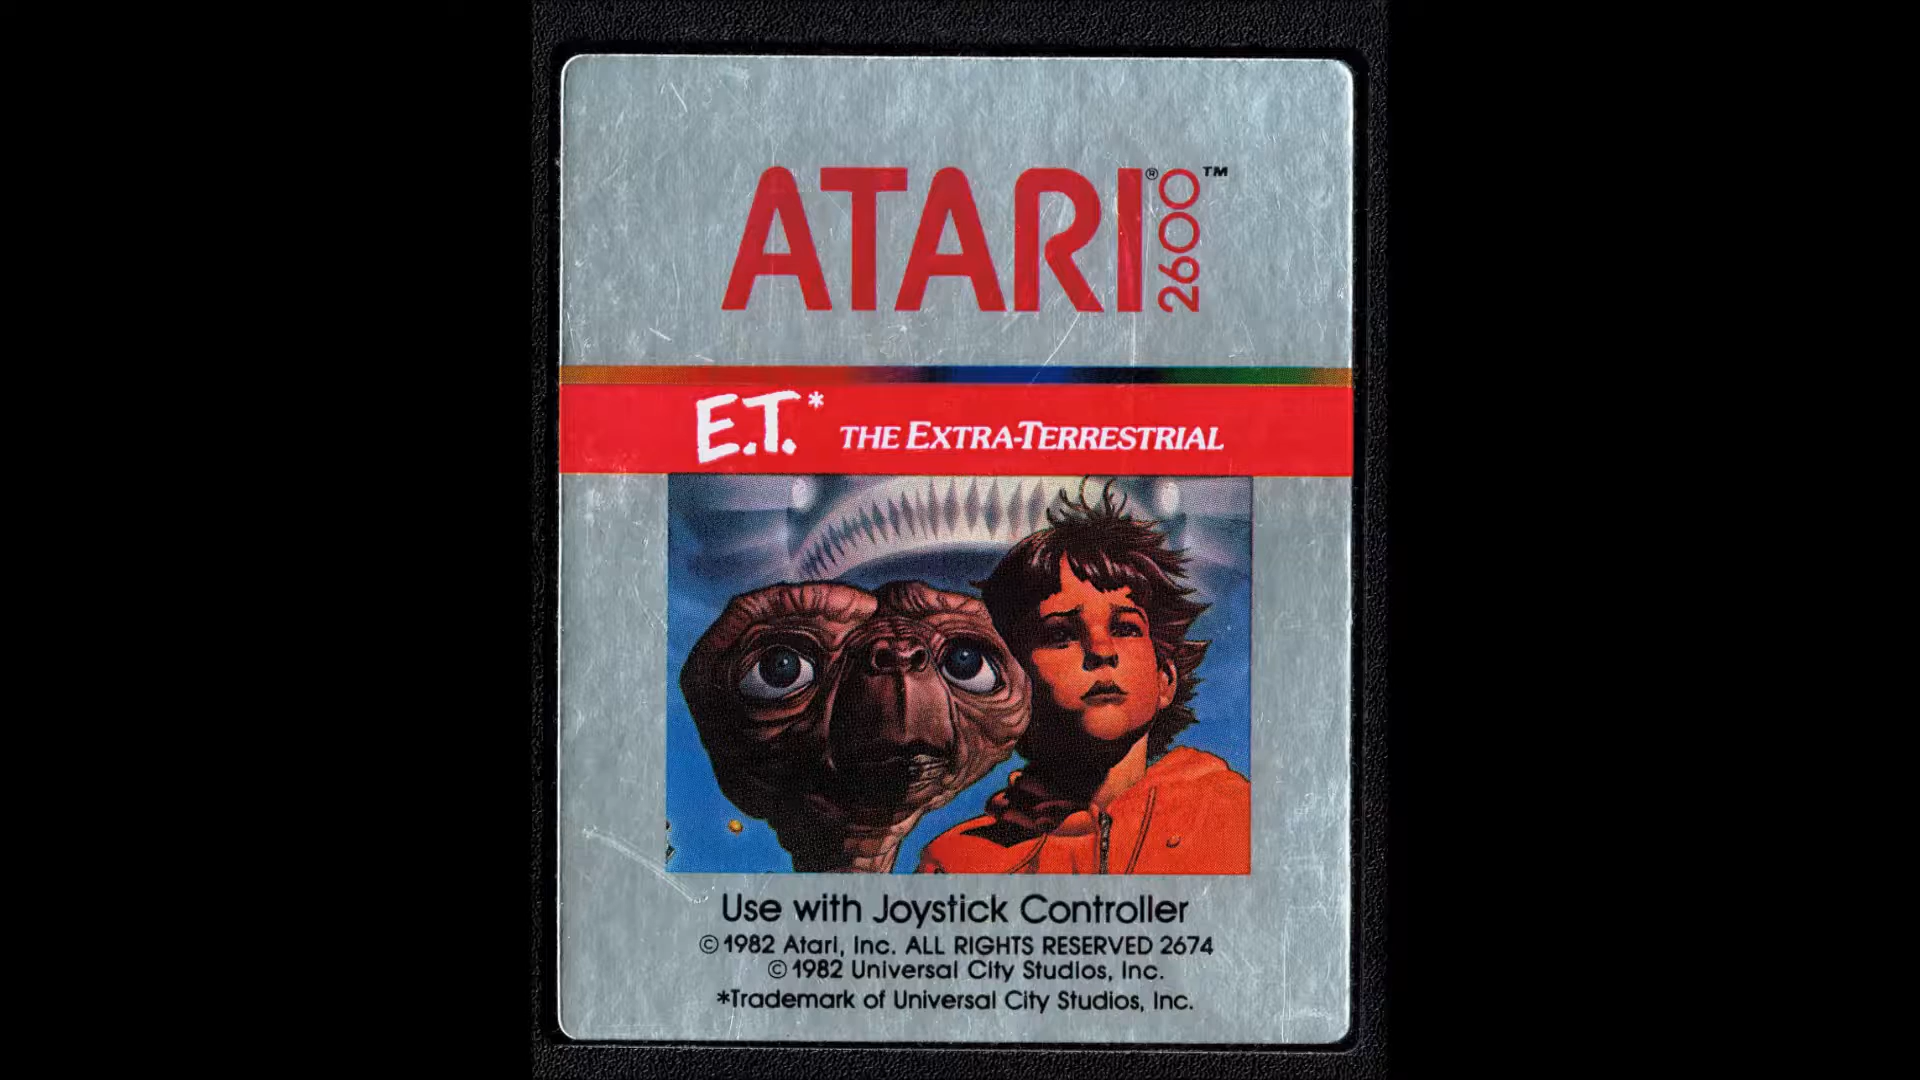 ATARI® 2600™
E.T.* THE EXTRA-TERRESTRIAL
Use with Joystick Controller
©1982 Atari, Inc. ALL RIGHTS RESERVED 2674
©1982 Universal City Studios, Inc.
*Trademark of Universal City Studios, Inc.